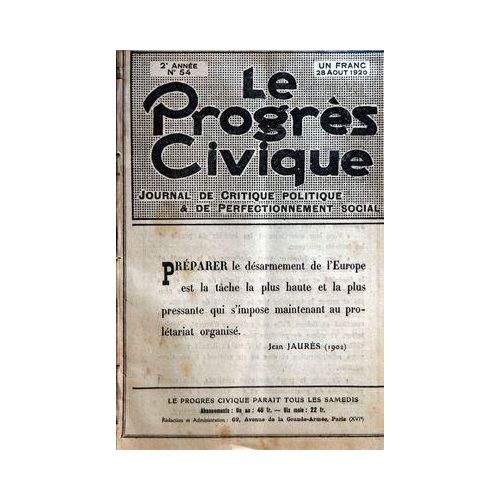 2e ANNÉE
N° 54
UN FRANC
28 AOUT 1920
Le
Progrès
Civique
JOURNAL DE CRITIQUE POLITIQUE
& DE PERFECTIONNEMENT SOCIAL
PRÉPARER le désarmement de l'Europe
est la tâche la plus haute et la plus
pressante qui s'impose maintenant au pro-
létariat organisé.
Jean JAURÈS (1902)
LE PROGRES CIVIQUE PARAIT TOUS LES SAMEDIS
Abonnements : Un an : 40 fr. — Six mois : 22 fr.
Rédaction et Administration : 69, Avenue de la Grande-Armée, Paris (XVIe)